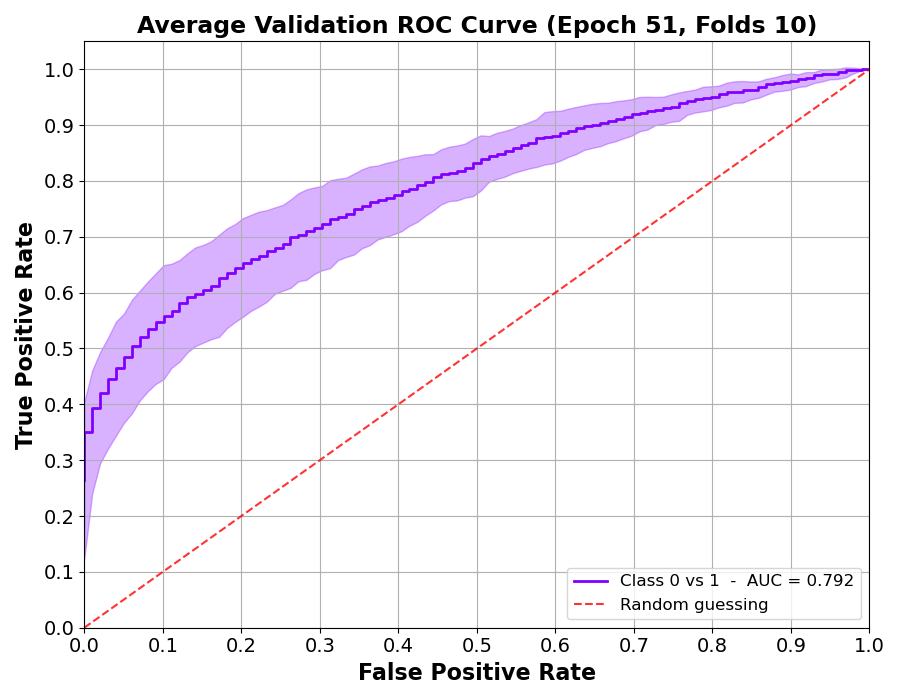 Average Validation ROC Curve (Epoch 51, Folds 10)
True Positive Rate
1.0
0.9
0.8
0.7
0.6
0.5
0.4
0.3
0.2
0.1
0.0
Class 0 vs 1 - AUC = 0.792
Random guessing
0.0 0.1 0.2 0.3 0.4 0.5 0.6 0.7 0.8 0.9 1.0
False Positive Rate